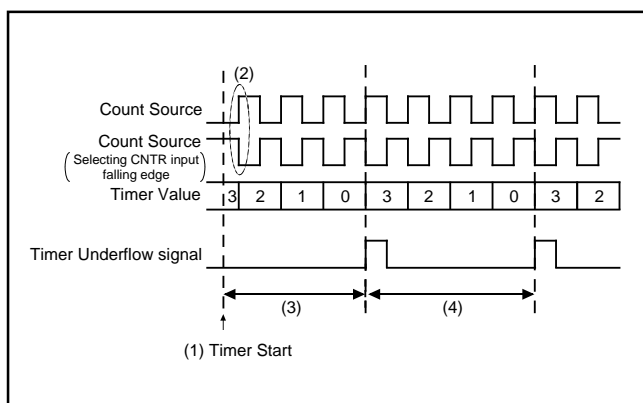 (2)
Count Source
Count Source
(Selecting CNTR input
falling edge)
Timer Value 3 2 1 0 3 2 1 0 3 2
Timer Underflow signal
(3) (4)
(1) Timer Start